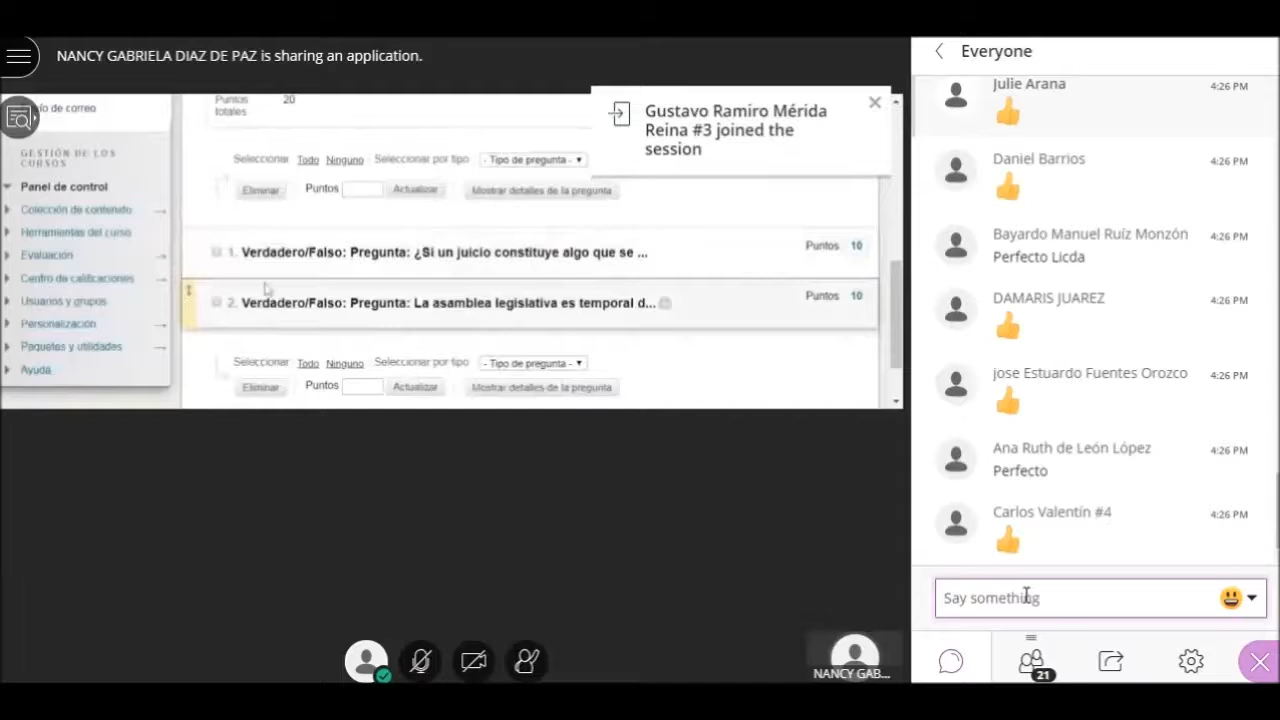 NANCY GABRIELA DIAZ DE PAZ is sharing an application.
ío de correo
GESTIÓN DE LOS
CURSOS
Panel de control
Colección de contenido
Herramientas del curso
Evaluación
Centro de calificaciones
Usuarios y grupos
Personalización
Paquetes y utilidades
Ayuda
Puntos
totales
20
Gustavo Ramiro Mérida
Reina #3 joined the
session
Seleccionar Todo Ninguno Seleccionar por tipo - Tipo de pregunta -
Eliminar Puntos Actualizar Mostrar detalles de la pregunta
1. Verdadero/Falso: Pregunta: ¿Si un juicio constituye algo que se ... Puntos 10
2. Verdadero/Falso: Pregunta: La asamblea legislativa es temporal d... Puntos 10
Seleccionar Todo Ninguno Seleccionar por tipo - Tipo de pregunta -
Eliminar Puntos Actualizar Mostrar detalles de la pregunta
NANCY GAB...
Everyone
Julie Arana 4:26 PM
Daniel Barrios 4:26 PM
Bayardo Manuel Ruíz Monzón 4:26 PM
Perfecto Licda
DAMARIS JUAREZ 4:26 PM
jose Estuardo Fuentes Orozco 4:26 PM
Ana Ruth de León López 4:26 PM
Perfecto
Carlos Valentín #4 4:26 PM
Say something
21